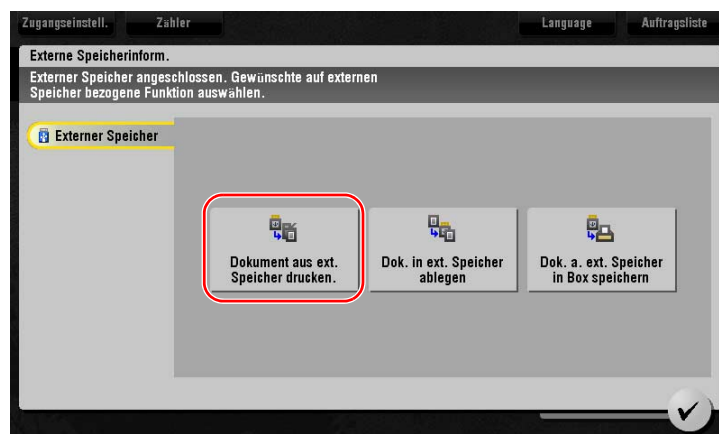 Zugangseinstell. Zähler Language Auftragsliste
Externe Speicherinform.
Externer Speicher angeschlossen. Gewünschte auf externen
Speicher bezogene Funktion auswählen.
Externer Speicher
Dokument aus ext.
Speicher drucken.
Dok. in ext. Speicher
ablegen
Dok. a. ext. Speicher
in Box speichern